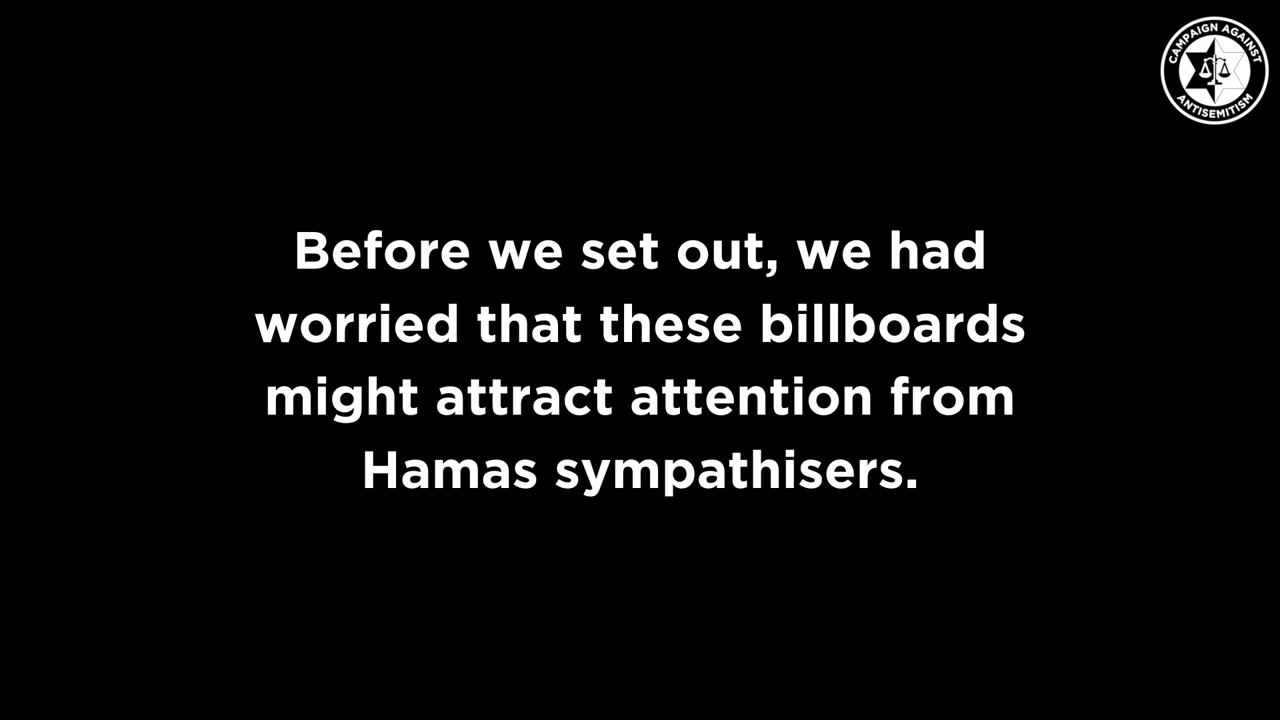 CAMPAIGN AGAINST
ANTISEMITISM
Before we set out, we had
worried that these billboards
might attract attention from
Hamas sympathisers.